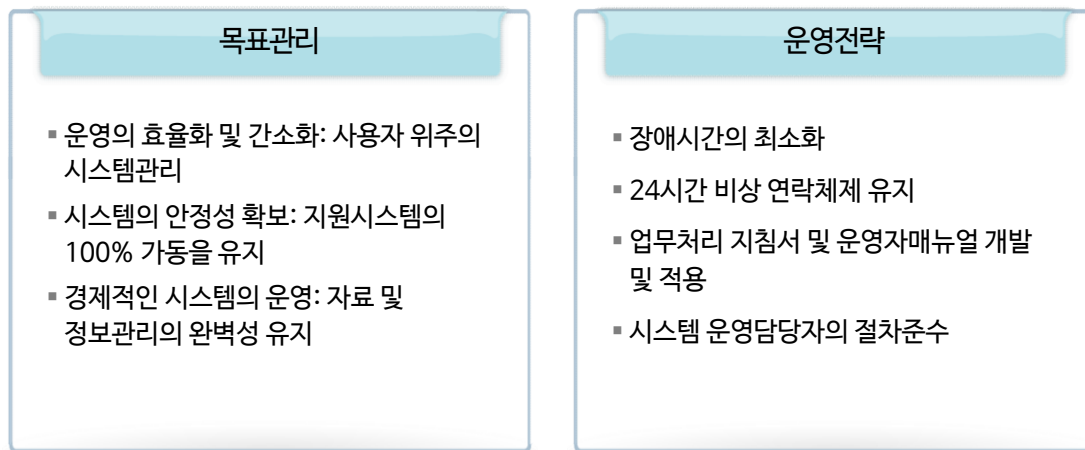 목표관리
▪ 운영의 효율화 및 간소화: 사용자 위주의
시스템관리
▪ 시스템의 안정성 확보: 지원시스템의
100% 가동을 유지
▪ 경제적인 시스템의 운영: 자료 및
정보관리의 완벽성 유지
운영전략
▪ 장애시간의 최소화
▪ 24시간 비상 연락체제 유지
▪ 업무처리 지침서 및 운영자매뉴얼 개발
및 적용
▪ 시스템 운영담당자의 절차준수